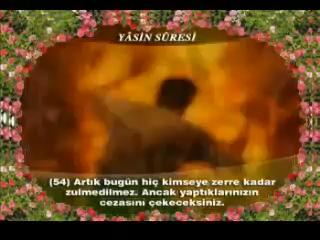 YÂSİN SÛRESİ
(54) Artık bugün hiç kimseye zerre kadar
zulmedilmez. Ancak yaptıklarınızın
cezasını çekeceksiniz.